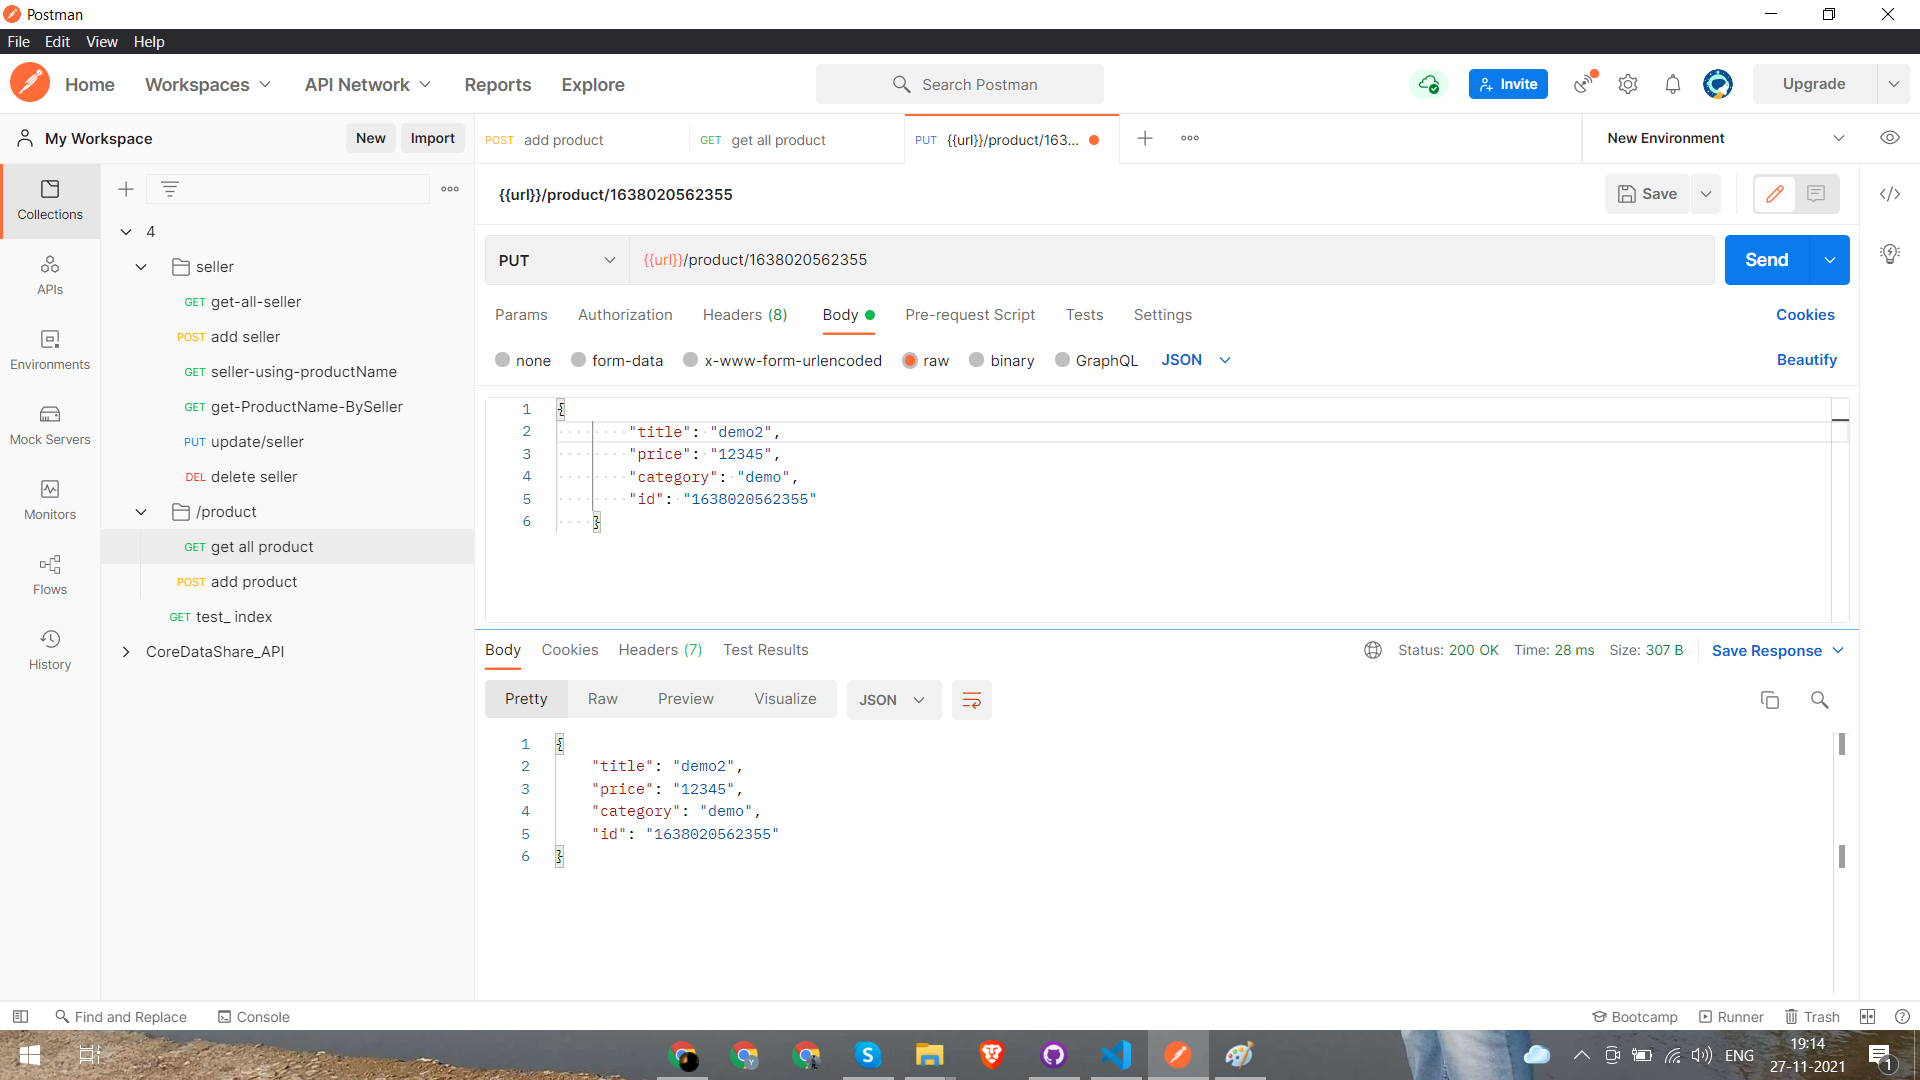 Postman
File Edit View Help
Home Workspaces API Network Reports Explore Search Postman Invite Upgrade
My Workspace New Import
POST add product GET get all product PUT {{url}}/product/163...
New Environment
Collections
APIs
Environments
Mock Servers
Monitors
Flows
History
4
seller
GET get-all-seller
POST add seller
GET seller-using-productName
GET get-ProductName-BySeller
PUT update/seller
DEL delete seller
/product
GET get all product
POST add product
GET test_ index
CoreDataShare_API
{{url}}/product/1638020562355
Save
PUT {{url}}/product/1638020562355 Send
Params Authorization Headers (8) Body Pre-request Script Tests Settings Cookies
none form-data x-www-form-urlencoded raw binary GraphQL JSON Beautify
1 {
2 "title": "demo2",
3 "price": "12345",
4 "category": "demo",
5 "id": "1638020562355"
6 }
Body Cookies Headers (7) Test Results Status: 200 OK Time: 28 ms Size: 307 B Save Response
Pretty Raw Preview Visualize JSON
1 {
2 "title": "demo2",
3 "price": "12345",
4 "category": "demo",
5 "id": "1638020562355"
6 }
Find and Replace Console Bootcamp Runner Trash
ENG
19:14
27-11-2021
1